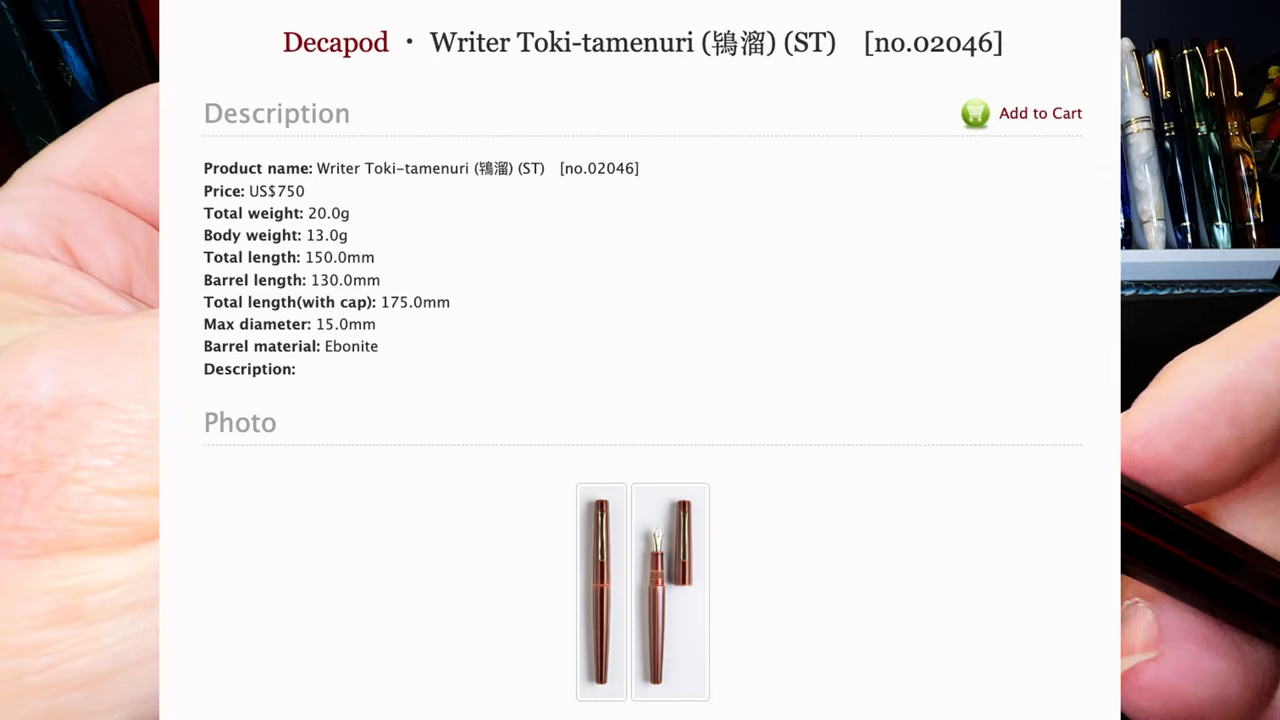 Decapod ・ Writer Toki-tamenuri (鴇溜) (ST) [no.02046]
Description
Add to Cart
Product name: Writer Toki-tamenuri (鴇溜) (ST) [no.02046]
Price: US$750
Total weight: 20.0g
Body weight: 13.0g
Total length: 150.0mm
Barrel length: 130.0mm
Total length(with cap): 175.0mm
Max diameter: 15.0mm
Barrel material: Ebonite
Description:
Photo